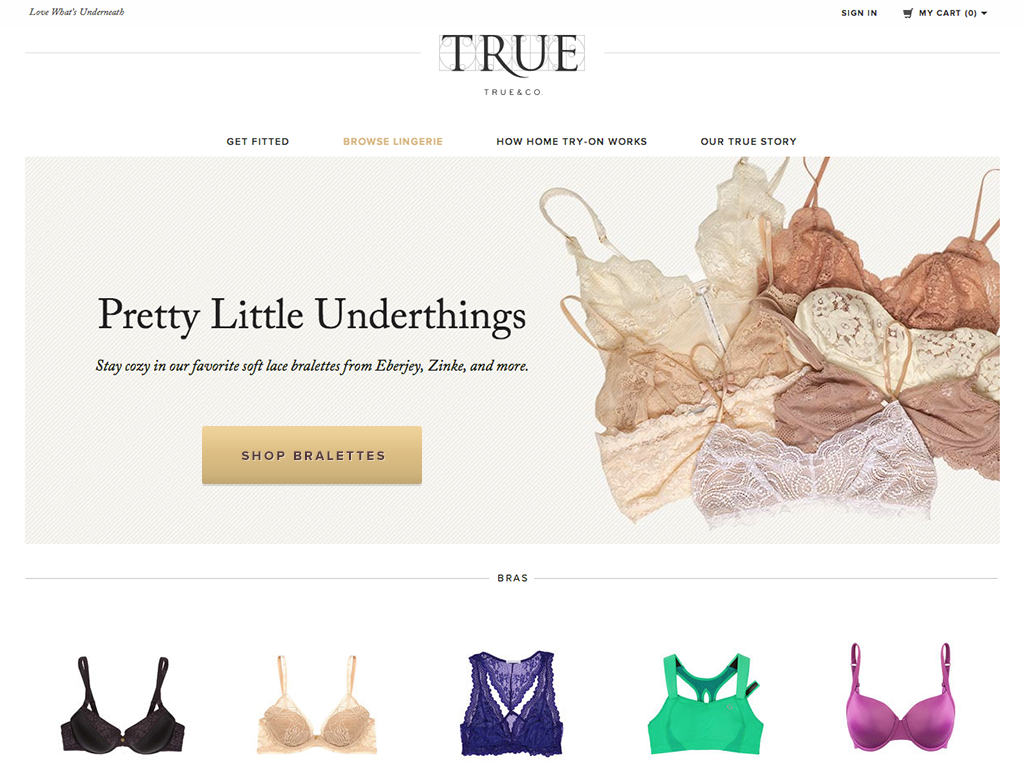 Love What's Underneath
SIGN IN
MY CART (0)
TRUE
TRUE&CO.
GET FITTED
BROWSE LINGERIE
HOW HOME TRY-ON WORKS
OUR TRUE STORY
Pretty Little Underthings
Stay cozy in our favorite soft lace bralettes from Eberjey, Zinke, and more.
SHOP BRALETTES
BRAS